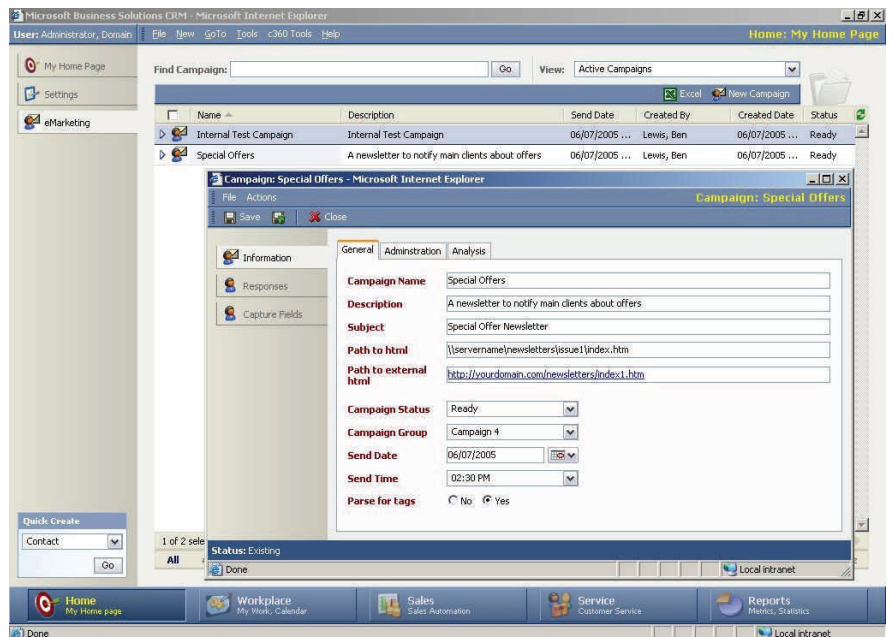 Microsoft Business Solutions CRM - Microsoft Internet Explorer
User: Administrator, Domain File New GoTo Tools c360 Tools Help Home: My Home Page
My Home Page
Settings
eMarketing
Find Campaign: Go View: Active Campaigns
Excel New Campaign
Name Description Send Date Created By Created Date Status
Internal Test Campaign Internal Test Campaign 06/07/2005 ... Lewis, Ben 06/07/2005 ... Ready
Special Offers A newsletter to notify main clients about offers 06/07/2005 ... Lewis, Ben 06/07/2005 ... Ready
Campaign: Special Offers - Microsoft Internet Explorer
File Actions Campaign: Special Offers
Save Close
Information
Responses
Capture Fields
General Adminstration Analysis
Campaign Name Special Offers
Description A newsletter to notify main clients about offers
Subject Special Offer Newsletter
Path to html \\servername\newsletters\issue1\index.htm
Path to external html http://yourdomain.com/newsletters/index1.htm
Campaign Status Ready
Campaign Group Campaign 4
Send Date 06/07/2005
Send Time 02:30 PM
Parse for tags No Yes
Status: Existing
Done Local intranet
Quick Create
Contact
Go
1 of 2 sele
All
Home
My Home page
Workplace
My Work, Calendar
Sales
Sales Automation
Service
Customer Service
Reports
Metrics, Statistics
Done Local intranet